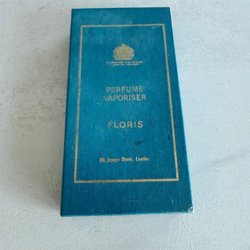 PERFUME
VAPORISER
FLORIS
89, Jermyn Street, London.